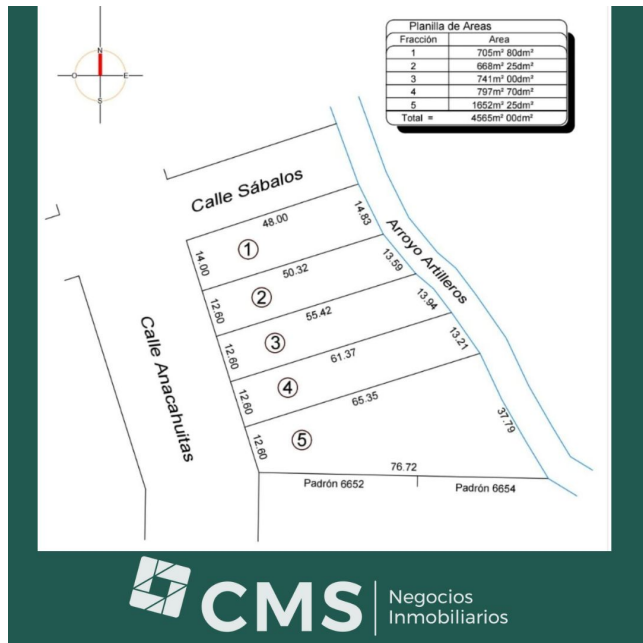 Planilla de Areas
Fracción Area
1 705m² 80dm²
2 668m² 25dm²
3 741m² 00dm²
4 797m² 70dm²
5 1652m² 25dm²
Total = 4565m² 00dm²
N
O E
S
Calle Sábalos
48.00
14.83
Arroyo Artilleros
14.00
1
50.32
13.59
12.60
2
55.42
13.94
12.60
3
61.37
13.21
Calle Anacahuitas
12.60
4
65.35
37.79
12.60
5
76.72
Padrón 6652 Padrón 6654
CMS
Negocios
Inmobiliarios